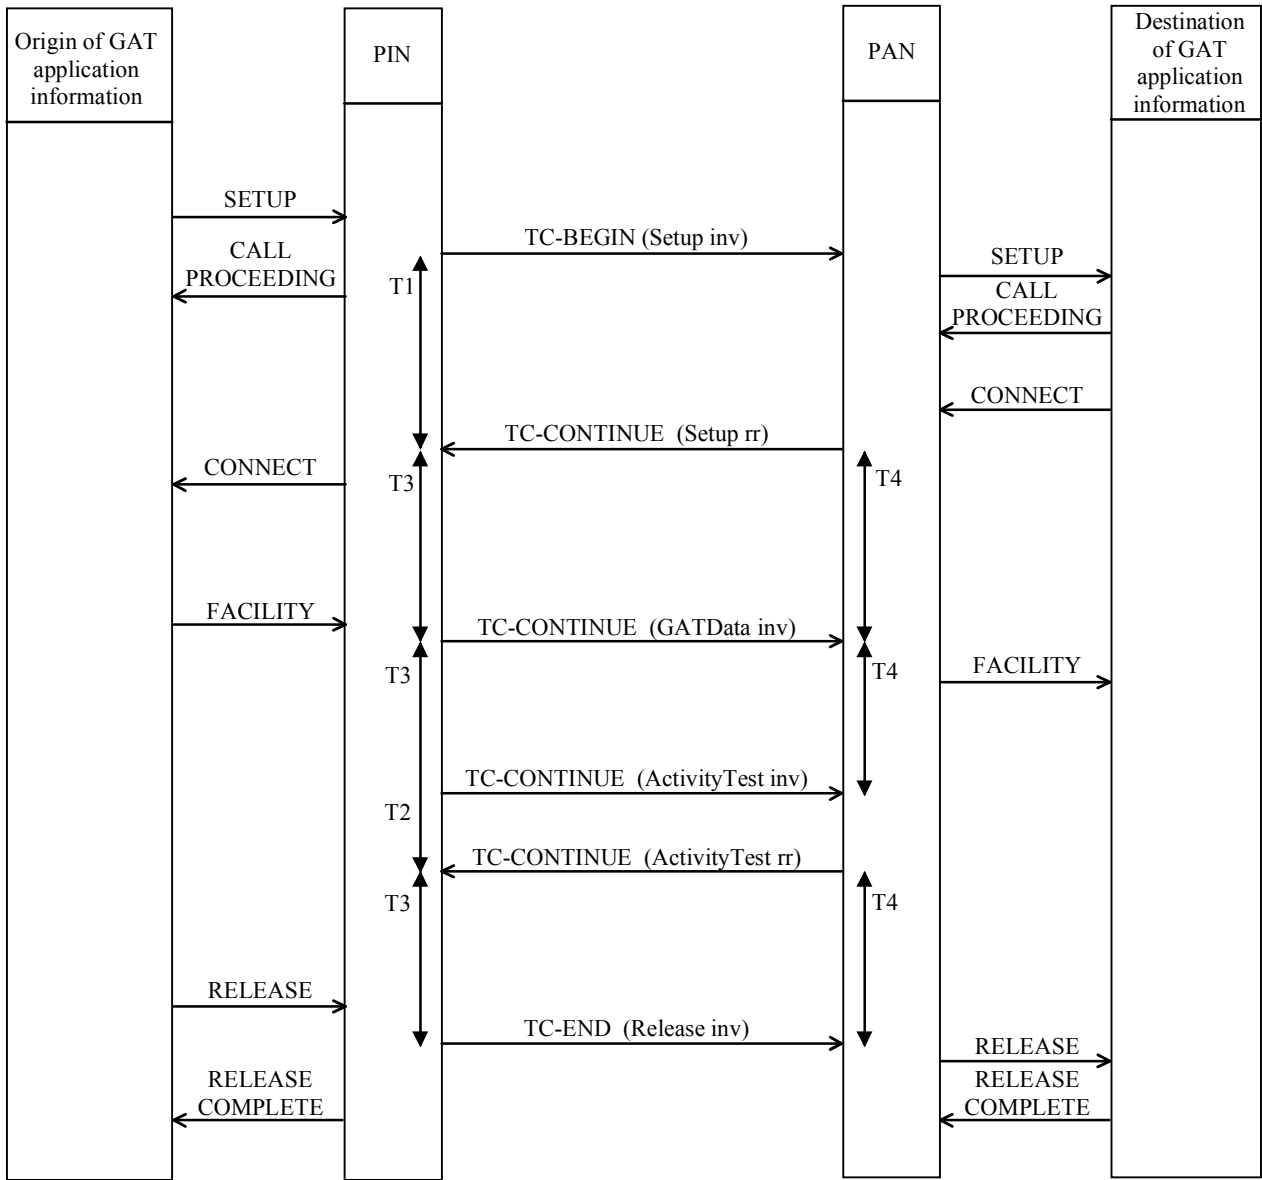 Origin of GAT
application
information
PIN
PAN
Destination
of GAT
application
information
SETUP
TC-BEGIN (Setup inv)
CALL
PROCEEDING
T1
SETUP
CALL
PROCEEDING
CONNECT
TC-CONTINUE (Setup rr)
CONNECT
T3
T4
FACILITY
TC-CONTINUE (GATData inv)
T3
T4
FACILITY
TC-CONTINUE (ActivityTest inv)
T2
TC-CONTINUE (ActivityTest rr)
T3
T4
RELEASE
TC-END (Release inv)
RELEASE
RELEASE
COMPLETE
RELEASE
COMPLETE